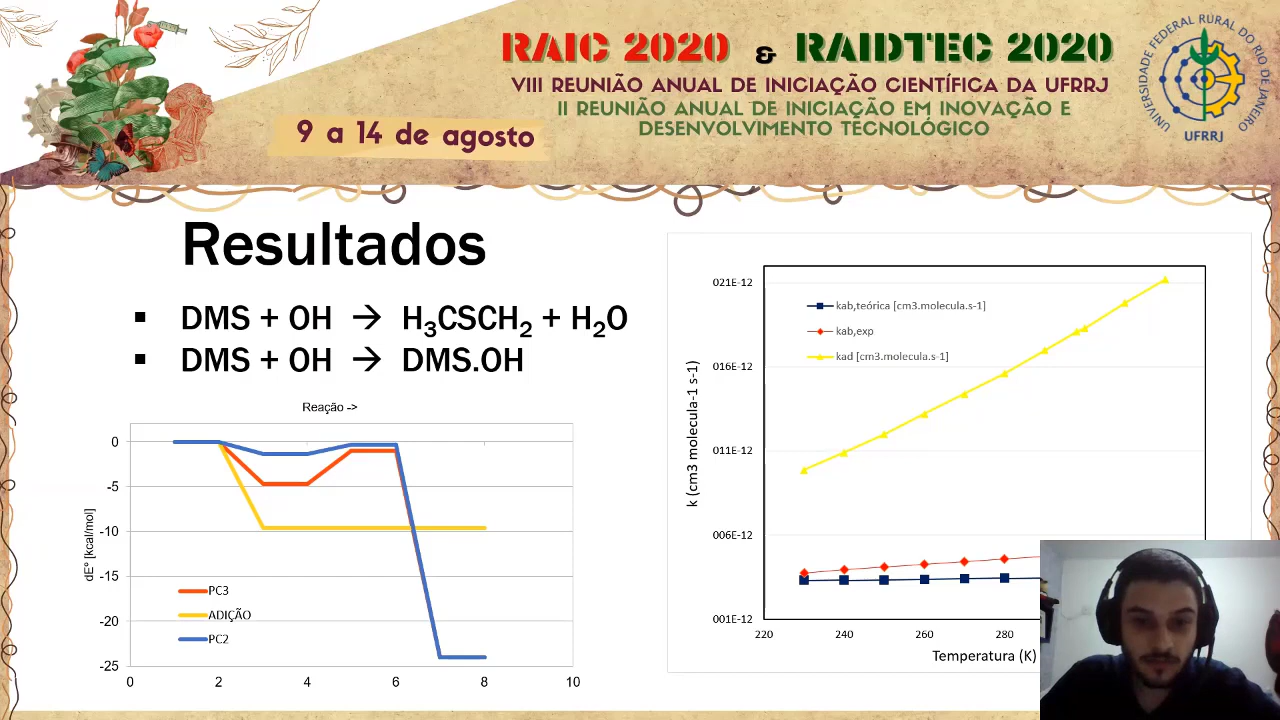 RAIC 2020 & RAIDTEC 2020
VIII REUNIÃO ANUAL DE INICIAÇÃO CIENTÍFICA DA UFRRJ
II REUNIÃO ANUAL DE INICIAÇÃO EM INOVAÇÃO E
DESENVOLVIMENTO TECNOLÓGICO
9 a 14 de agosto
UNIVERSIDADE FEDERAL RURAL DO RIO DE JANEIRO
UFRRJ
Resultados
▪ DMS + OH → H₃CSCH₂ + H₂O
▪ DMS + OH → DMS.OH
Reação ->
dE° [kcal/mol]
0
-5
-10
-15
-20
-25
PC3
ADIÇÃO
PC2
0 2 4 6 8 10
k (cm3 molecula-1 s-1)
021E-12
016E-12
011E-12
006E-12
001E-12
kab,teórica [cm3.molecula.s-1]
kab,exp
kad [cm3.molecula.s-1]
220 240 260 280
Temperatura (K)